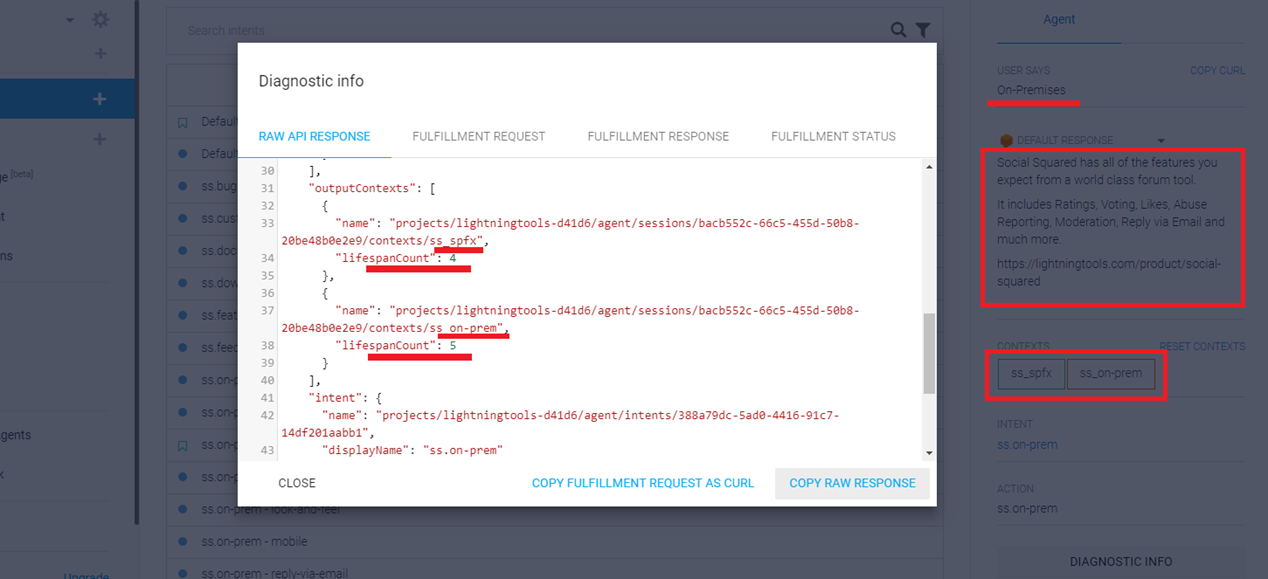 Search intents
Agent
Diagnostic info
USER SAYS
COPY CURL
On-Premises
Default
RAW API RESPONSE
FULFILLMENT REQUEST
FULFILLMENT RESPONSE
FULFILLMENT STATUS
DEFAULT RESPONSE
Default
Social Squared has all of the features you
expect from a world class forum tool.
It includes Ratings, Voting, Likes, Abuse
Reporting, Moderation, Reply via Email and
much more.
https://lightningtools.com/product/social-
squared
[beta]
ss.bug
ss.cust
ss.doc
ss.dow
ss.feat
ss.feed
ss.on-p
ss.on-p
ss.on-p
ss.on-p
30 ],
31 "outputContexts": [
32 {
33 "name": "projects/lightningtools-d41d6/agent/sessions/bacb552c-66c5-455d-50b8-
20be48b0e2e9/contexts/ss_spfx",
34 "lifespanCount": 4
35 },
36 {
37 "name": "projects/lightningtools-d41d6/agent/sessions/bacb552c-66c5-455d-50b8-
20be48b0e2e9/contexts/ss_on-prem",
38 "lifespanCount": 5
39 }
40 ],
41 "intent": {
42 "name": "projects/lightningtools-d41d6/agent/intents/388a79dc-5ad0-4416-91c7-
14df201aabb1",
43 "displayName": "ss.on-prem"
CONTEXTS
RESET CONTEXTS
ss_spfx
ss_on-prem
INTENT
ss.on-prem
CLOSE
COPY FULFILLMENT REQUEST AS CURL
COPY RAW RESPONSE
ACTION
ss.on-prem
ss.on-prem - look-and-feel
ss.on-prem - mobile
ss.on-prem - reply-via-email
DIAGNOSTIC INFO
gents
Upgrade